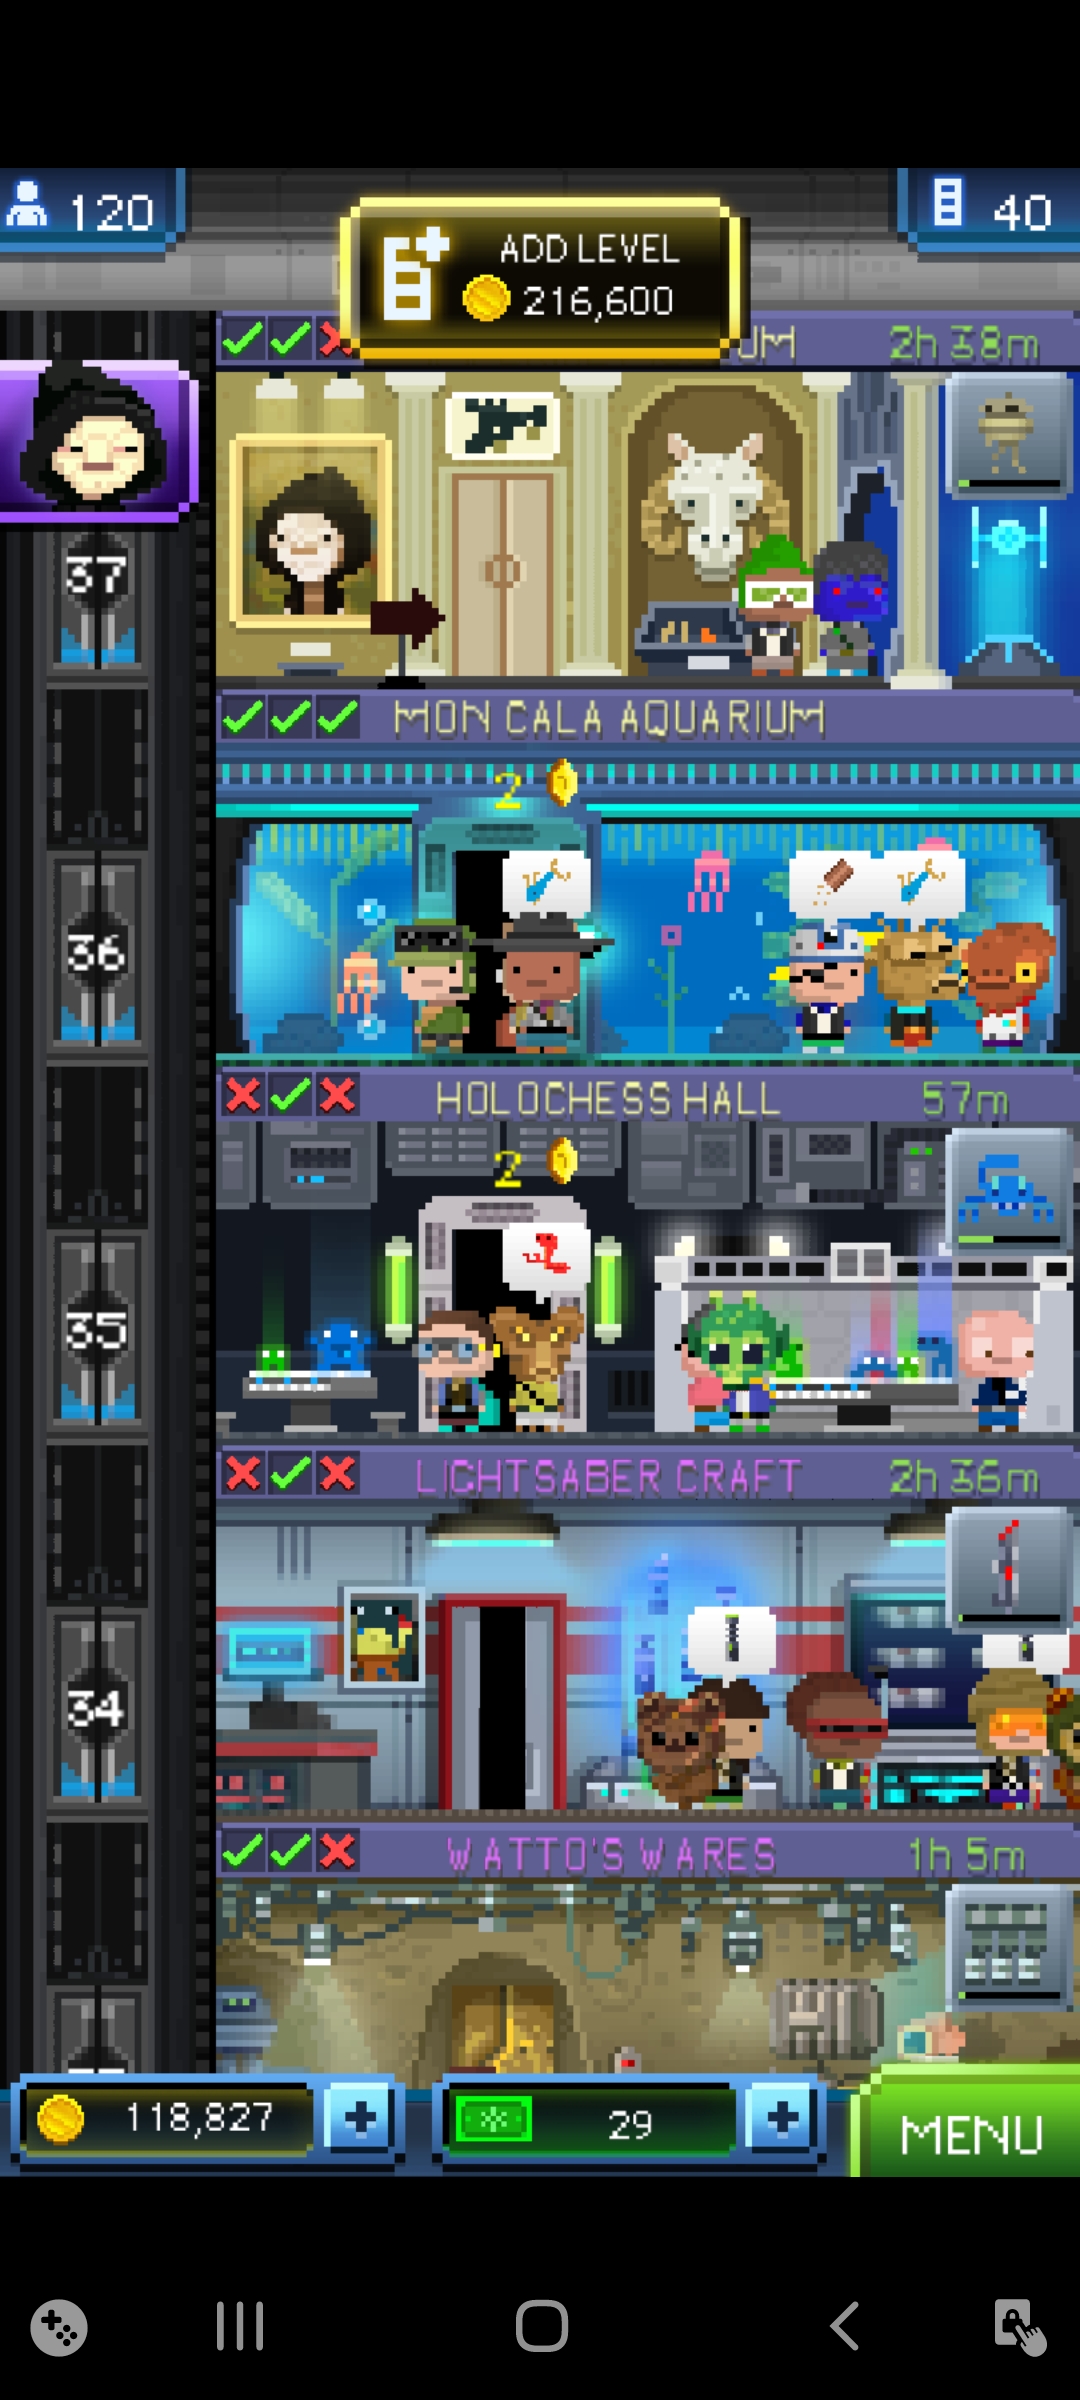 120
40
ADD LEVEL
216,600
UM 2h 38m
37
MON CALA AQUARIUM
2
36
HOLOCHESS HALL 57m
2
35
LIGHTSABER CRAFT 2h 36m
34
WATTO'S WARES 1h 5m
118,827 + 29 + MENU